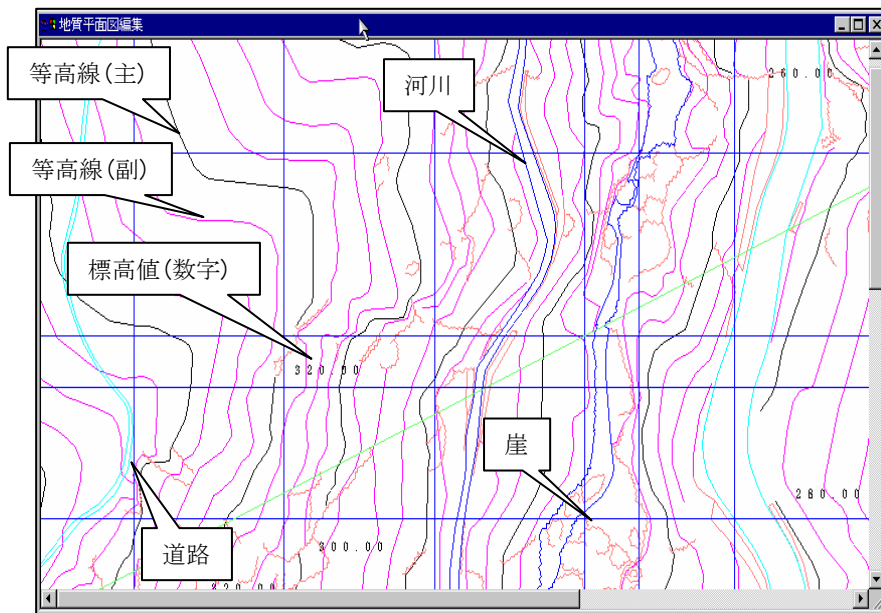 地質平面図編集
等高線(主)
河川
260.00
等高線(副)
標高値(数字)
320.00
崖
280.00
道路
300.00